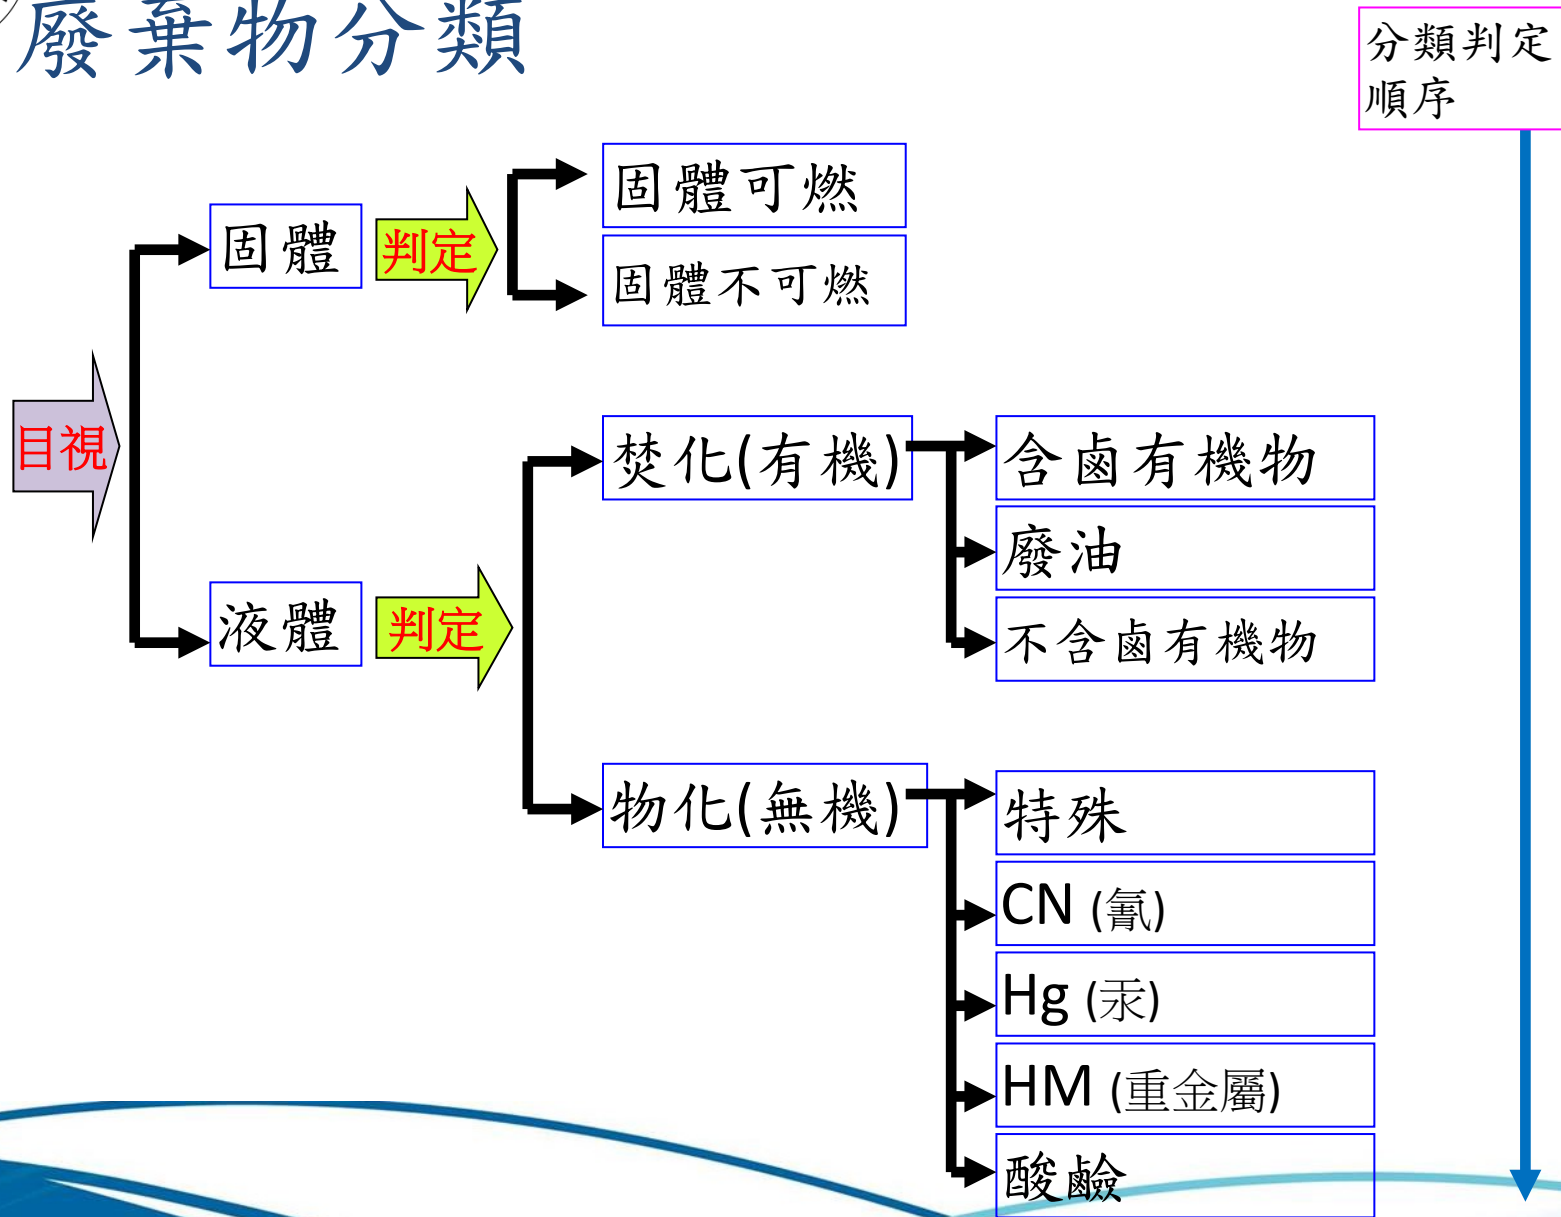 廢棄物分類
分類判定
順序
目視
固體
判定
固體可燃
固體不可燃
液體
判定
焚化(有機)
含鹵有機物
廢油
不含鹵有機物
物化(無機)
特殊
CN (氰)
Hg (汞)
HM (重金屬)
酸鹼